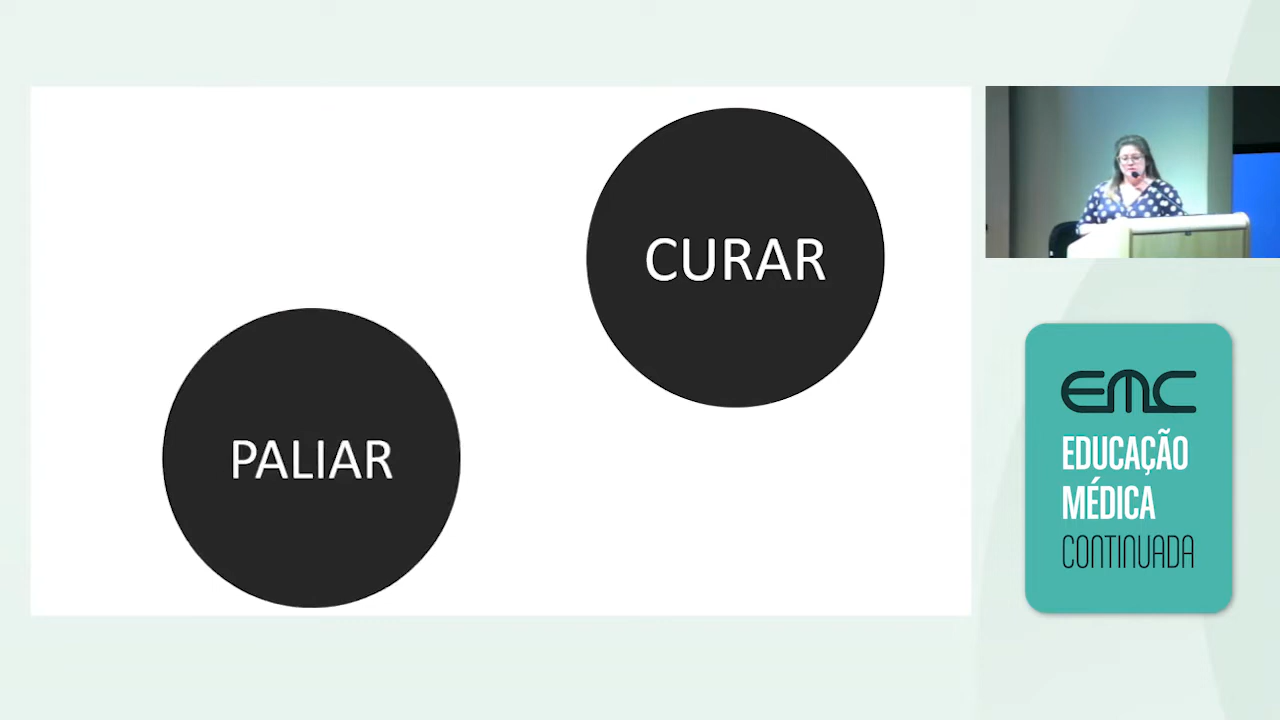 CURAR
PALIAR
EMC
EDUCAÇÃO
MÉDICA
CONTINUADA